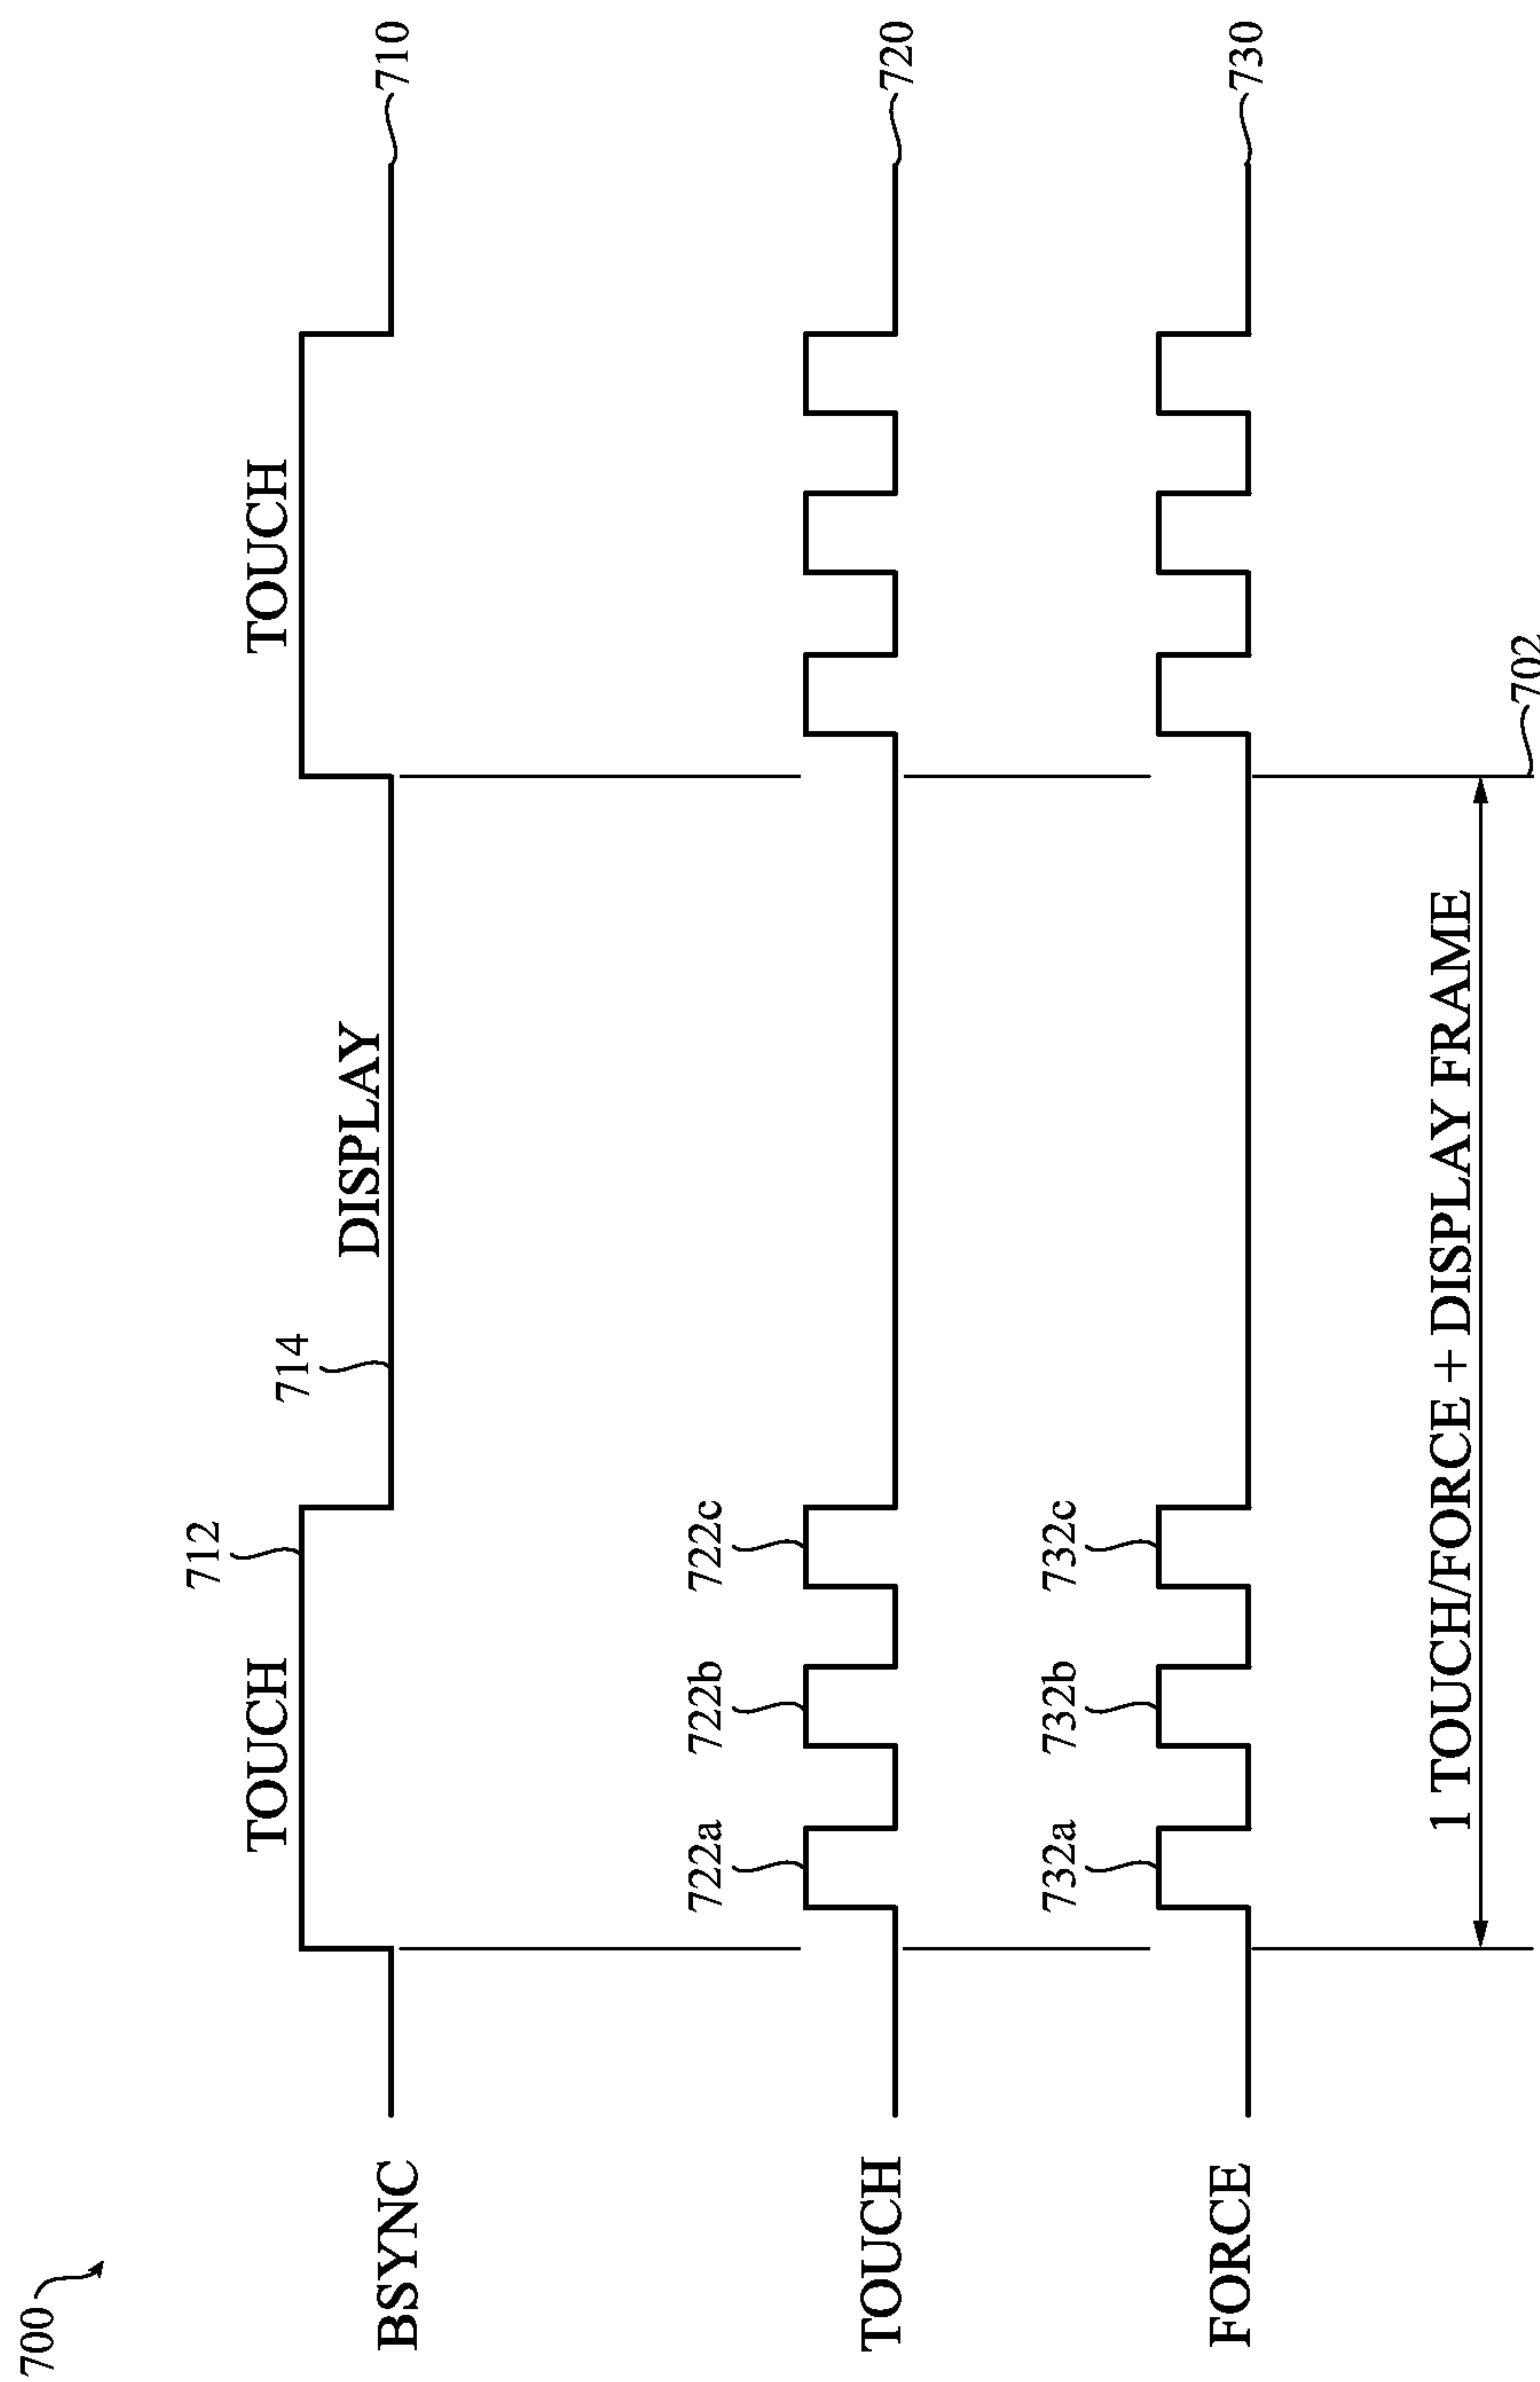 700
712
TOUCH
714
DISPLAY
TOUCH
BSYNC
710
722a
722b
722c
TOUCH
720
732a
732b
732c
FORCE
730
1 TOUCH/FORCE + DISPLAY FRAME
702